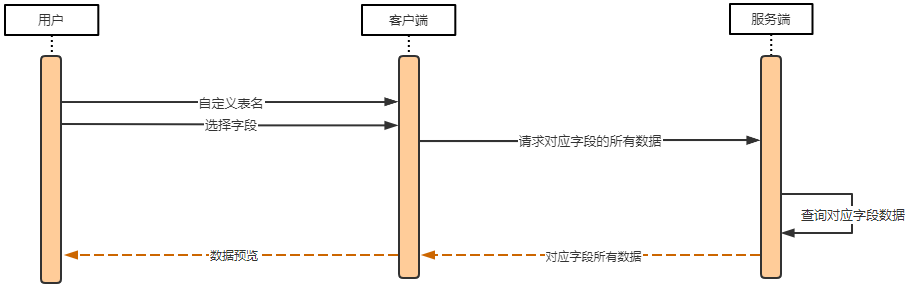 用户
客户端
服务端
自定义表名
选择字段
请求对应字段的所有数据
查询对应字段数据
数据预览
对应字段所有数据